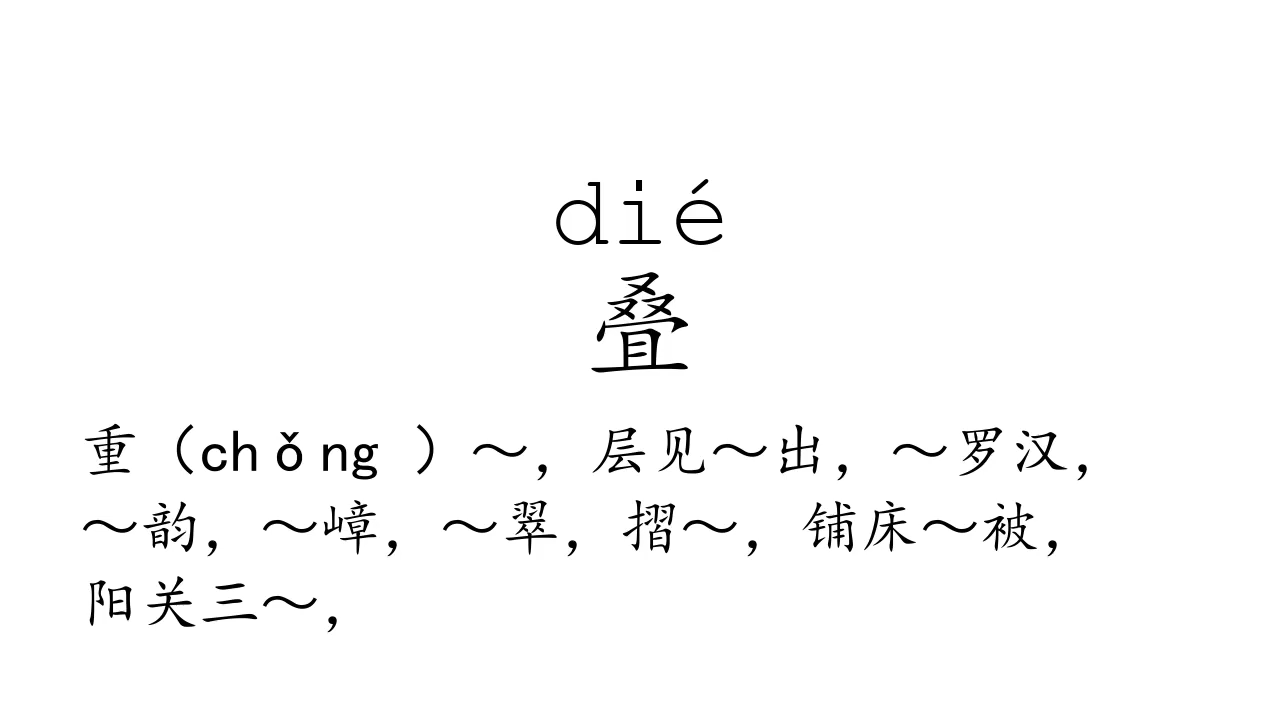 dié
叠
重（chǒng ）～，层见～出，～罗汉，
～韵，～嶂，～翠，摺～，铺床～被，
阳关三～，